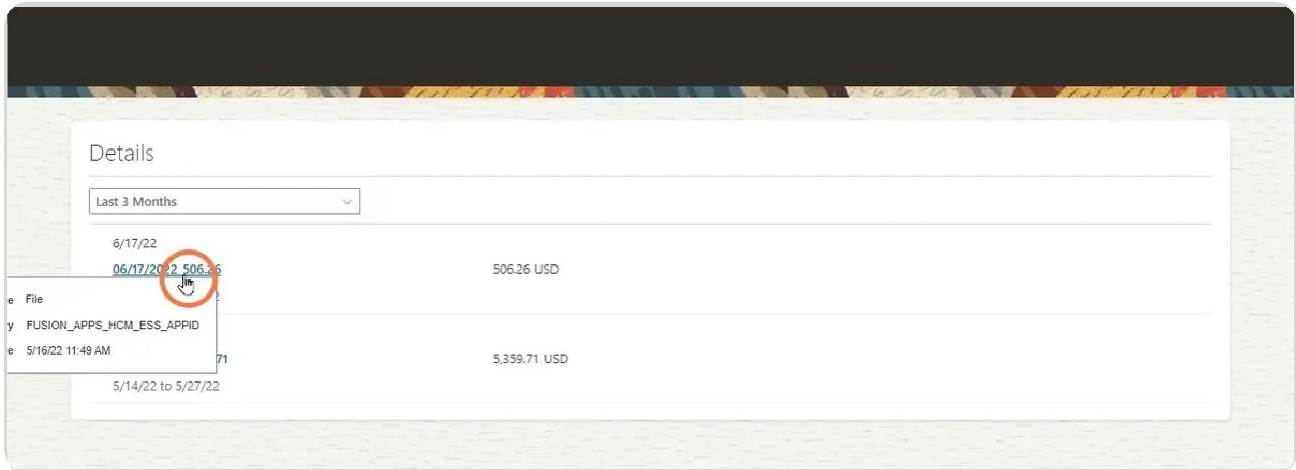 Details
Last 3 Months
6/17/22
06/17/2022_506.26
506.26 USD
e File
y FUSION_APPS_HCM_ESS_APPID
e 5/16/22 11:49 AM
2
71
5,359.71 USD
5/14/22 to 5/27/22